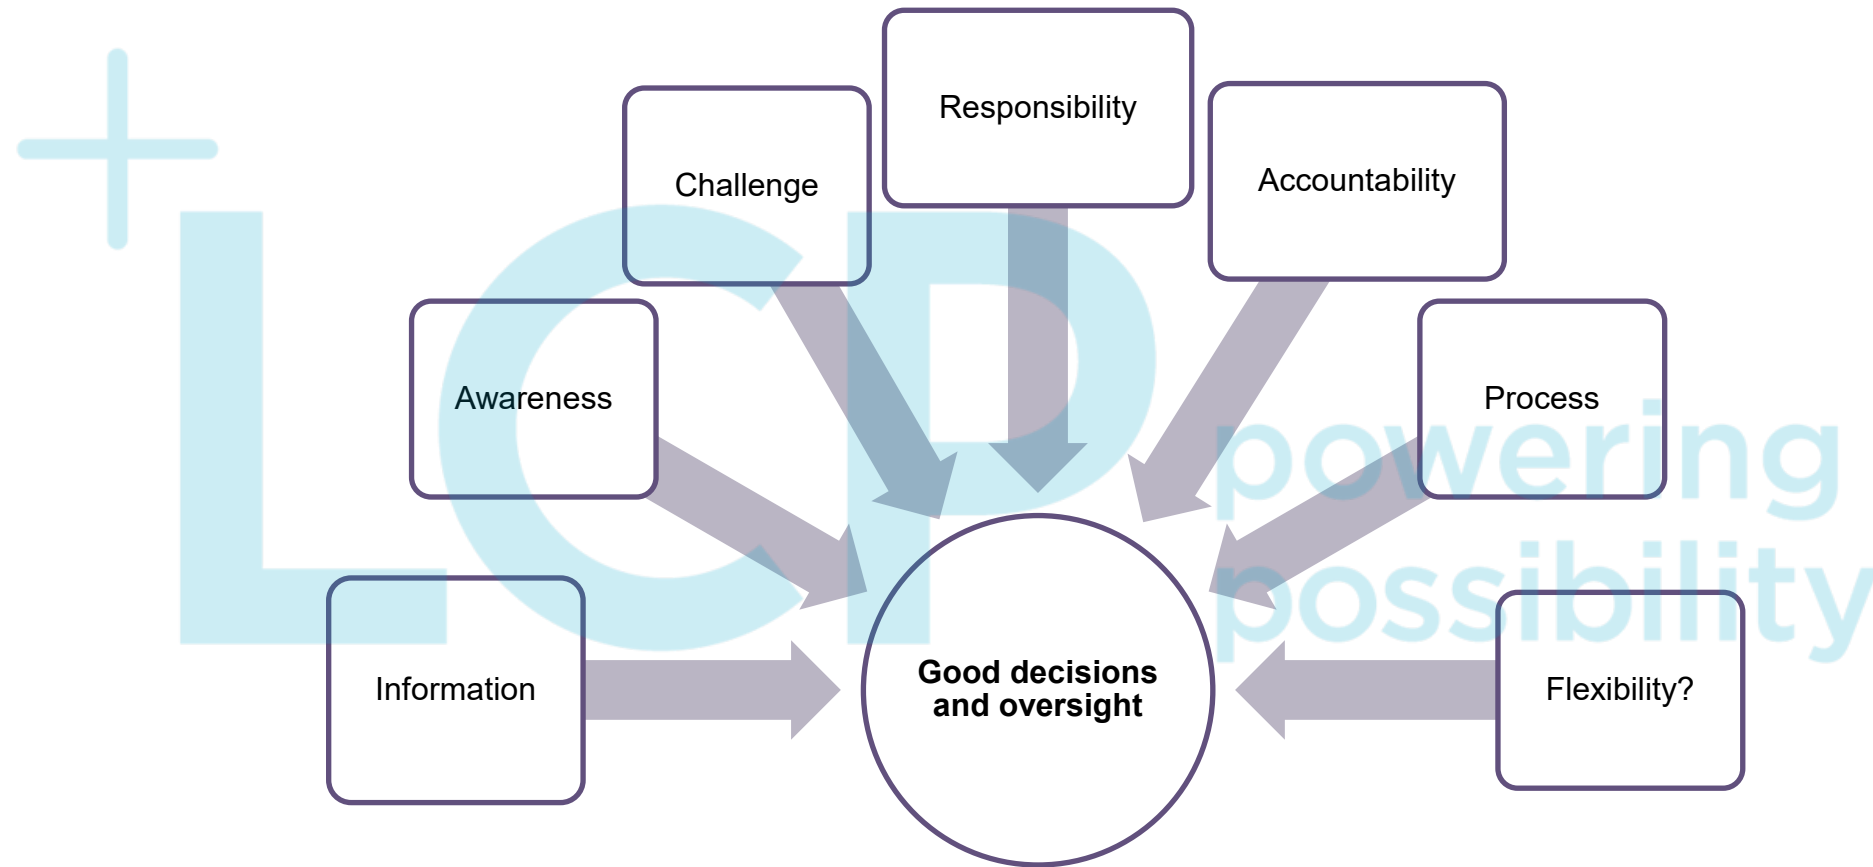 Responsibility
Challenge
Accountability
Awareness
Process
Information
Good decisions
and oversight
Flexibility?
LCP
powering
possibility